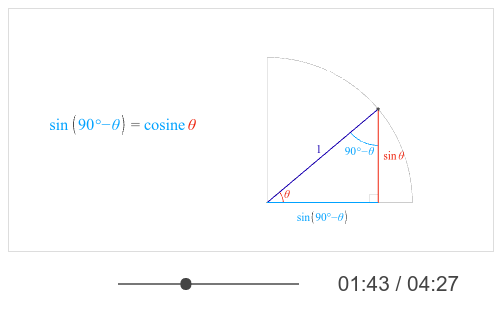 sin (90°−θ) = cosine θ
1
90°−θ
sin θ
θ
sin(90°−θ)
01:43 / 04:27